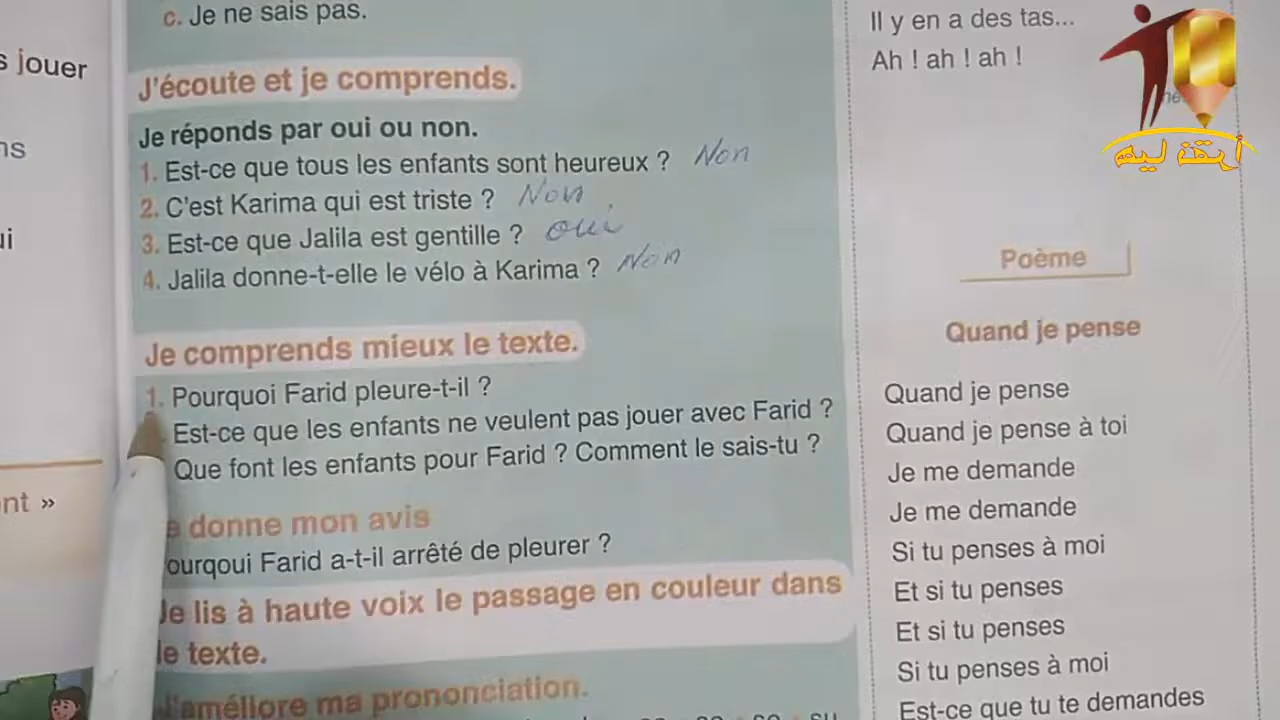 s jouer
ns
ui
nt »
c. Je ne sais pas.
J'écoute et je comprends.
Je réponds par oui ou non.
1. Est-ce que tous les enfants sont heureux ? Non
2. C'est Karima qui est triste ? Non
3. Est-ce que Jalila est gentille ? oui
4. Jalila donne-t-elle le vélo à Karima ? Non
Je comprends mieux le texte.
1. Pourquoi Farid pleure-t-il ?
Est-ce que les enfants ne veulent pas jouer avec Farid ?
Que font les enfants pour Farid ? Comment le sais-tu ?
e donne mon avis
ourqoui Farid a-t-il arrêté de pleurer ?
Je lis à haute voix le passage en couleur dans
le texte.
J'améliore ma prononciation.
Il y en a des tas...
Ah ! ah ! ah !
Poème
Quand je pense
Quand je pense
Quand je pense à toi
Je me demande
Je me demande
Si tu penses à moi
Et si tu penses
Et si tu penses
Si tu penses à moi
Est-ce que tu te demandes